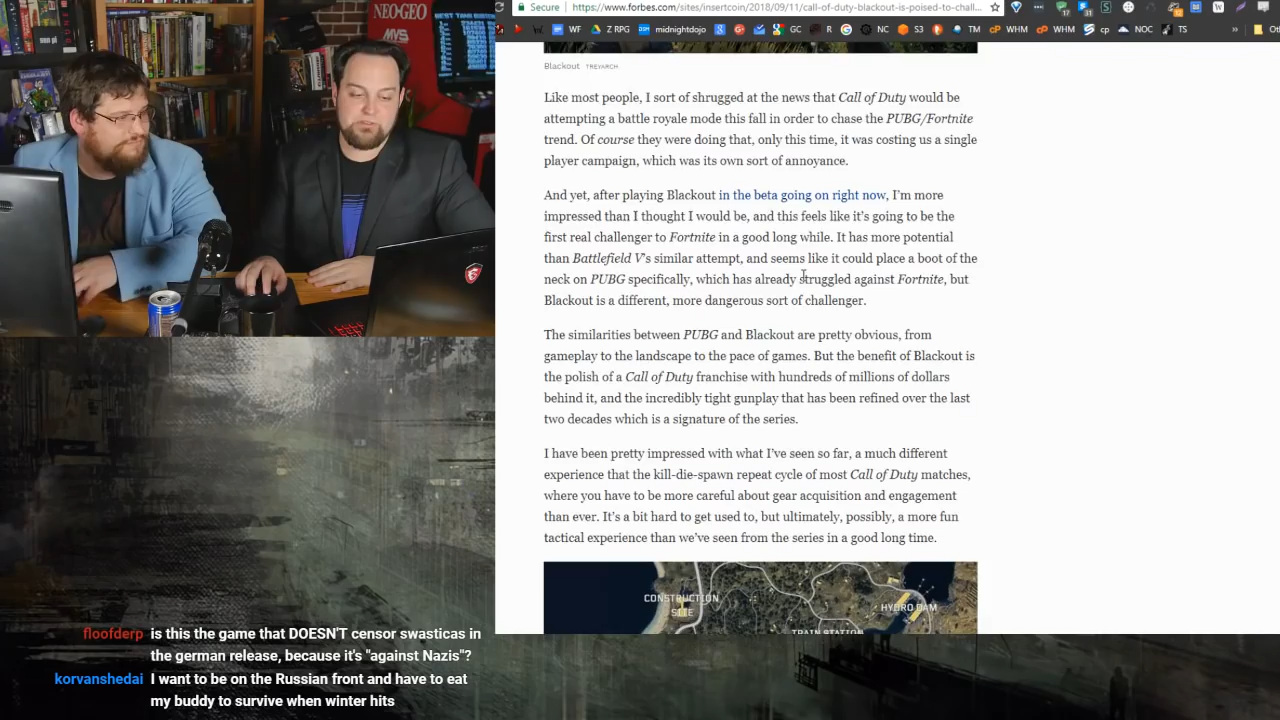 NEO-GEO
MVS
Secure
https://www.forbes.com/sites/insertcoin/2018/09/11/call-of-duty-blackout-is-poised-to-chall...
WF
Z RPG
midnightdojo
GC
R
NC
S3
TM
WHM
WHM
cp
NOC
TS
»
Blackout TREYARCH
Like most people, I sort of shrugged at the news that Call of Duty would be
attempting a battle royale mode this fall in order to chase the PUBG/Fortnite
trend. Of course they were doing that, only this time, it was costing us a single
player campaign, which was its own sort of annoyance.
And yet, after playing Blackout in the beta going on right now, I’m more
impressed than I thought I would be, and this feels like it’s going to be the
first real challenger to Fortnite in a good long while. It has more potential
than Battlefield V’s similar attempt, and seems like it could place a boot of the
neck on PUBG specifically, which has already struggled against Fortnite, but
Blackout is a different, more dangerous sort of challenger.
The similarities between PUBG and Blackout are pretty obvious, from
gameplay to the landscape to the pace of games. But the benefit of Blackout is
the polish of a Call of Duty franchise with hundreds of millions of dollars
behind it, and the incredibly tight gunplay that has been refined over the last
two decades which is a signature of the series.
I have been pretty impressed with what I’ve seen so far, a much different
experience that the kill-die-spawn repeat cycle of most Call of Duty matches,
where you have to be more careful about gear acquisition and engagement
than ever. It’s a bit hard to get used to, but ultimately, possibly, a more fun
tactical experience than we’ve seen from the series in a good long time.
CONSTRUCTION
SITE
HYDRO DAM
TRAIN STATION
floofderp is this the game that DOESN'T censor swasticas in
the german release, because it's "against Nazis"?
korvanshedai I want to be on the Russian front and have to eat
my buddy to survive when winter hits